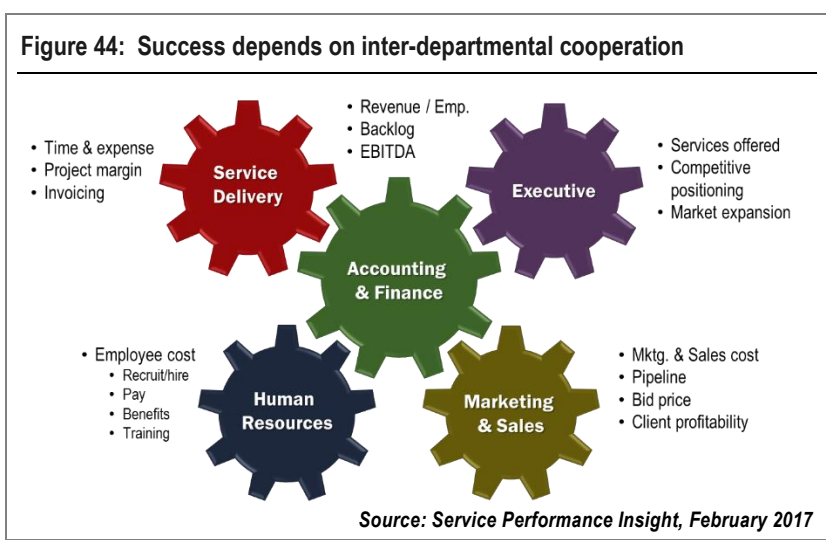 Figure 44: Success depends on inter-departmental cooperation
• Time & expense
• Project margin
• Invoicing
Service
Delivery
• Revenue / Emp.
• Backlog
• EBITDA
Executive
• Services offered
• Competitive
positioning
• Market expansion
Accounting
& Finance
• Employee cost
• Recruit/hire
• Pay
• Benefits
• Training
Human
Resources
Marketing
& Sales
• Mktg. & Sales cost
• Pipeline
• Bid price
• Client profitability
Source: Service Performance Insight, February 2017